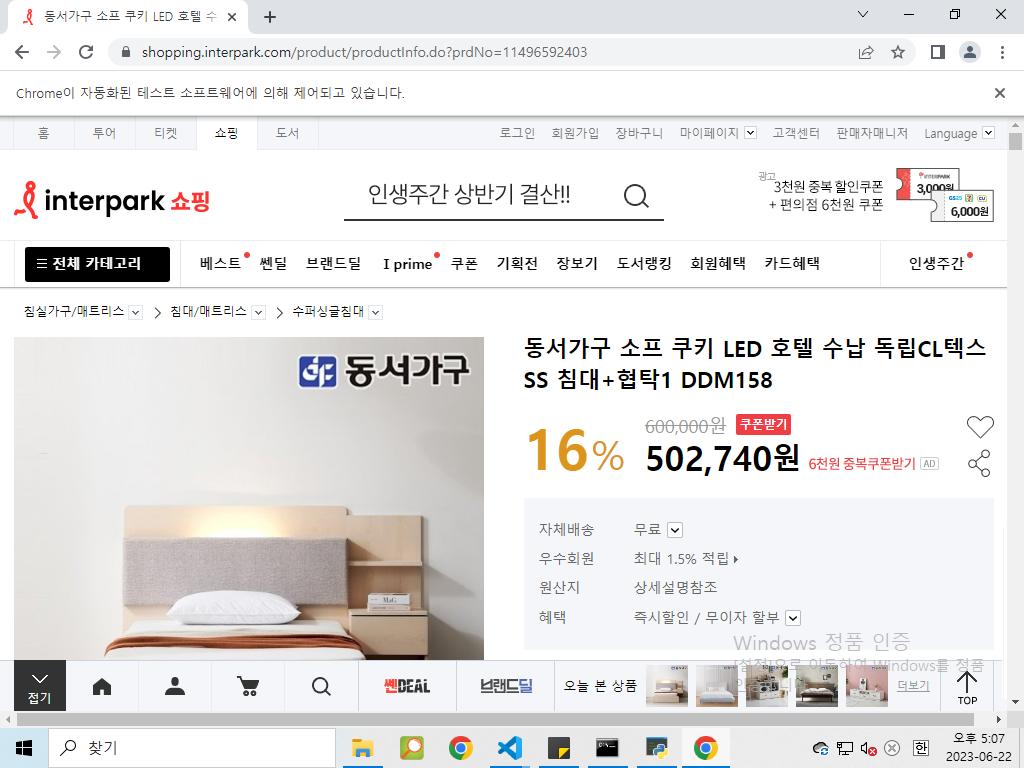 동서가구 소프 쿠키 LED 호텔 수
shopping.interpark.com/product/productInfo.do?prdNo=11496592403
Chrome이 자동화된 테스트 소프트웨어에 의해 제어되고 있습니다.
홈 투어 티켓 쇼핑 도서 로그인 회원가입 장바구니 마이페이지 고객센터 판매자매니저 Language
interpark 쇼핑
인생주간 상반기 결산!!
광고
3천원 중복 할인쿠폰
+ 편의점 6천원 쿠폰
INTERPARK
3,000원
GS25 CU
6,000원
전체 카테고리 베스트 쎈딜 브랜드딜 I prime 쿠폰 기획전 장보기 도서랭킹 회원혜택 카드혜택 인생주간
침실가구/매트리스 침대/매트리스 수퍼싱글침대
동서가구
M&G
동서가구 소프 쿠키 LED 호텔 수납 독립CL텍스
SS 침대+협탁1 DDM158
16%
600,000원 쿠폰받기
502,740원 6천원 중복쿠폰받기 AD
자체배송 무료
우수회원 최대 1.5% 적립
원산지 상세설명참조
혜택 즉시할인 / 무이자 할부
Windows 정품 인증
[설정]으로 이동하여 Windows를 정품
접기
쎈DEAL
브랜드딜
오늘 본 상품
더보기
TOP
찾기
한
오후 5:07
2023-06-22